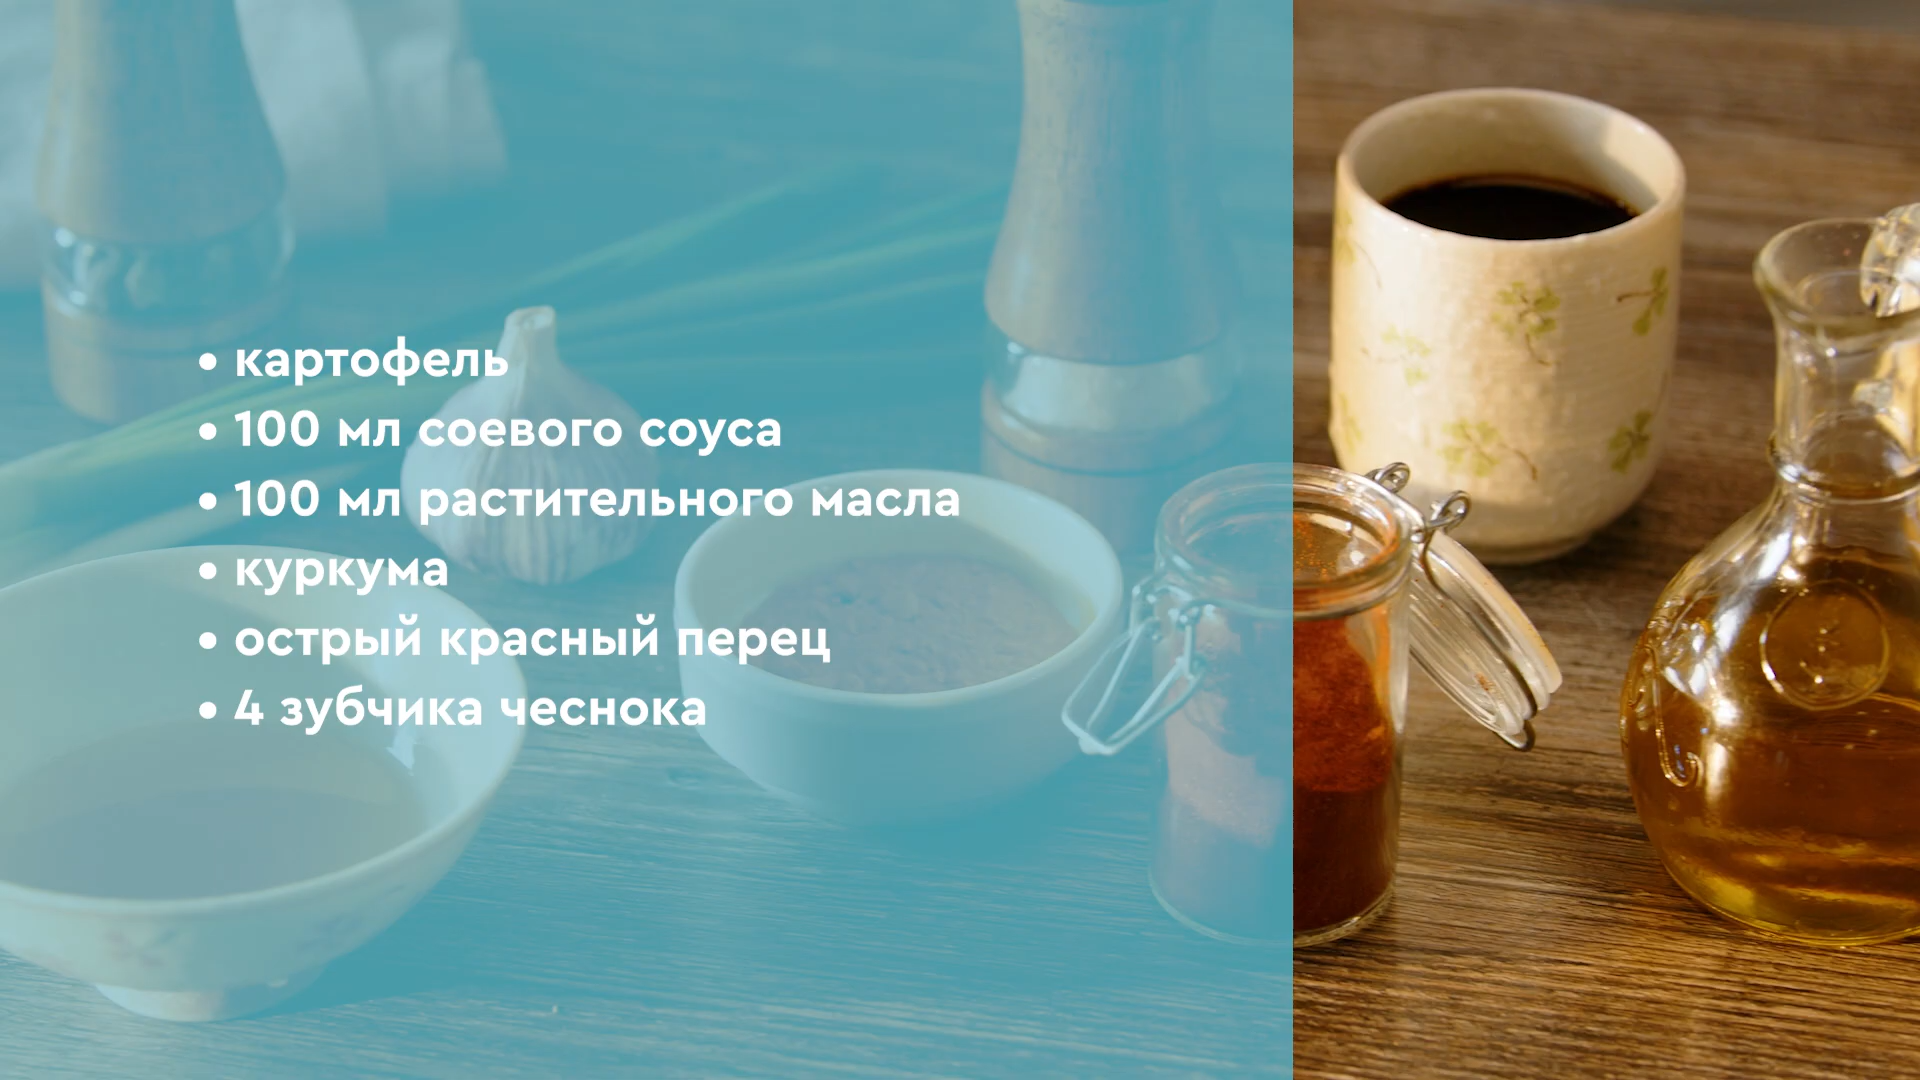 • картофель
• 100 мл соевого соуса
• 100 мл растительного масла
• куркума
• острый красный перец
• 4 зубчика чеснока